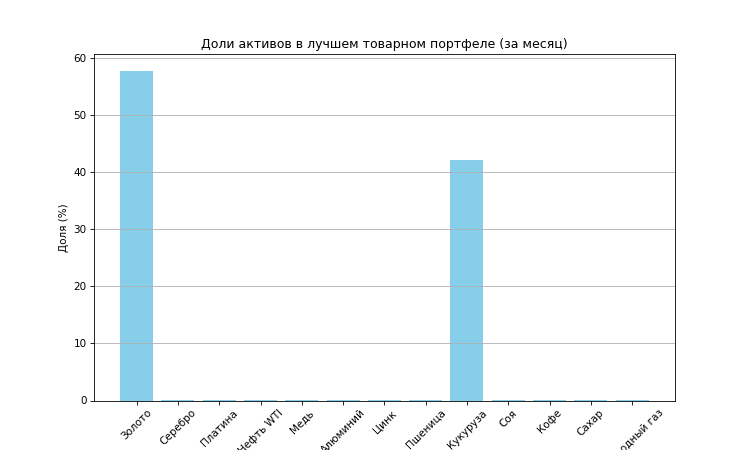 Доли активов в лучшем товарном портфеле (за месяц)
Доля (%)
60
50
40
30
20
10
0
Золото
Серебро
Платина
Нефть WTI
Медь
Алюминий
Цинк
Пшеница
Кукуруза
Соя
Кофе
Сахар
газ